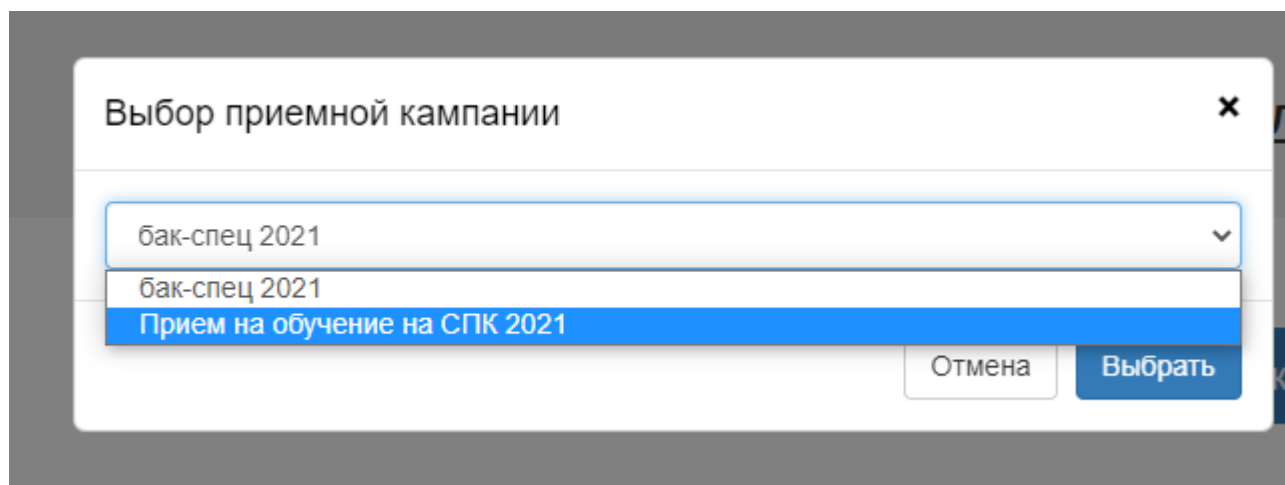 Выбор приемной кампании
бак-спец 2021
бак-спец 2021
Прием на обучение на СПК 2021
Отмена
Выбрать